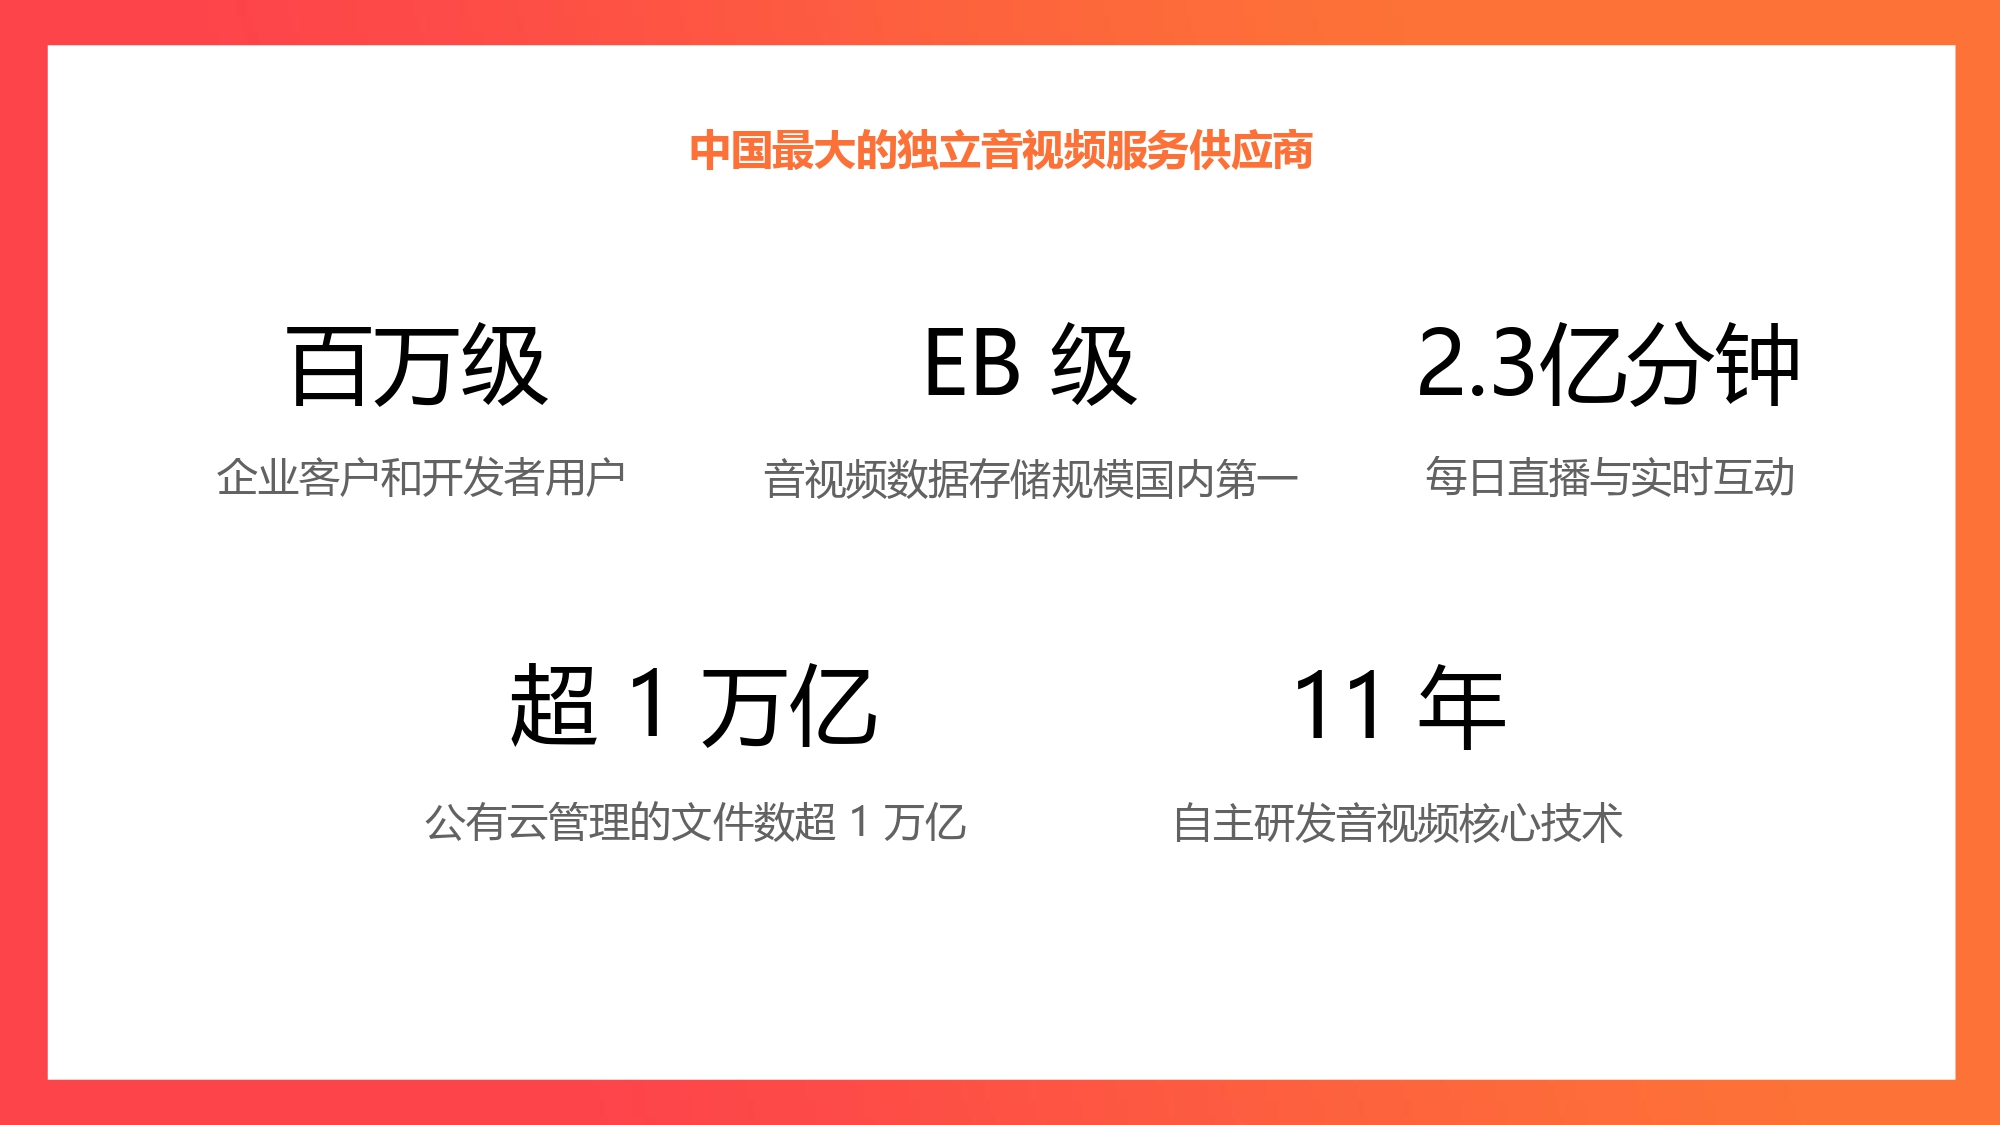 中国最大的独立音视频服务供应商
百万级
企业客户和开发者用户
EB 级
音视频数据存储规模国内第一
2.3亿分钟
每日直播与实时互动
超 1 万亿
公有云管理的文件数超 1 万亿
11 年
自主研发音视频核心技术